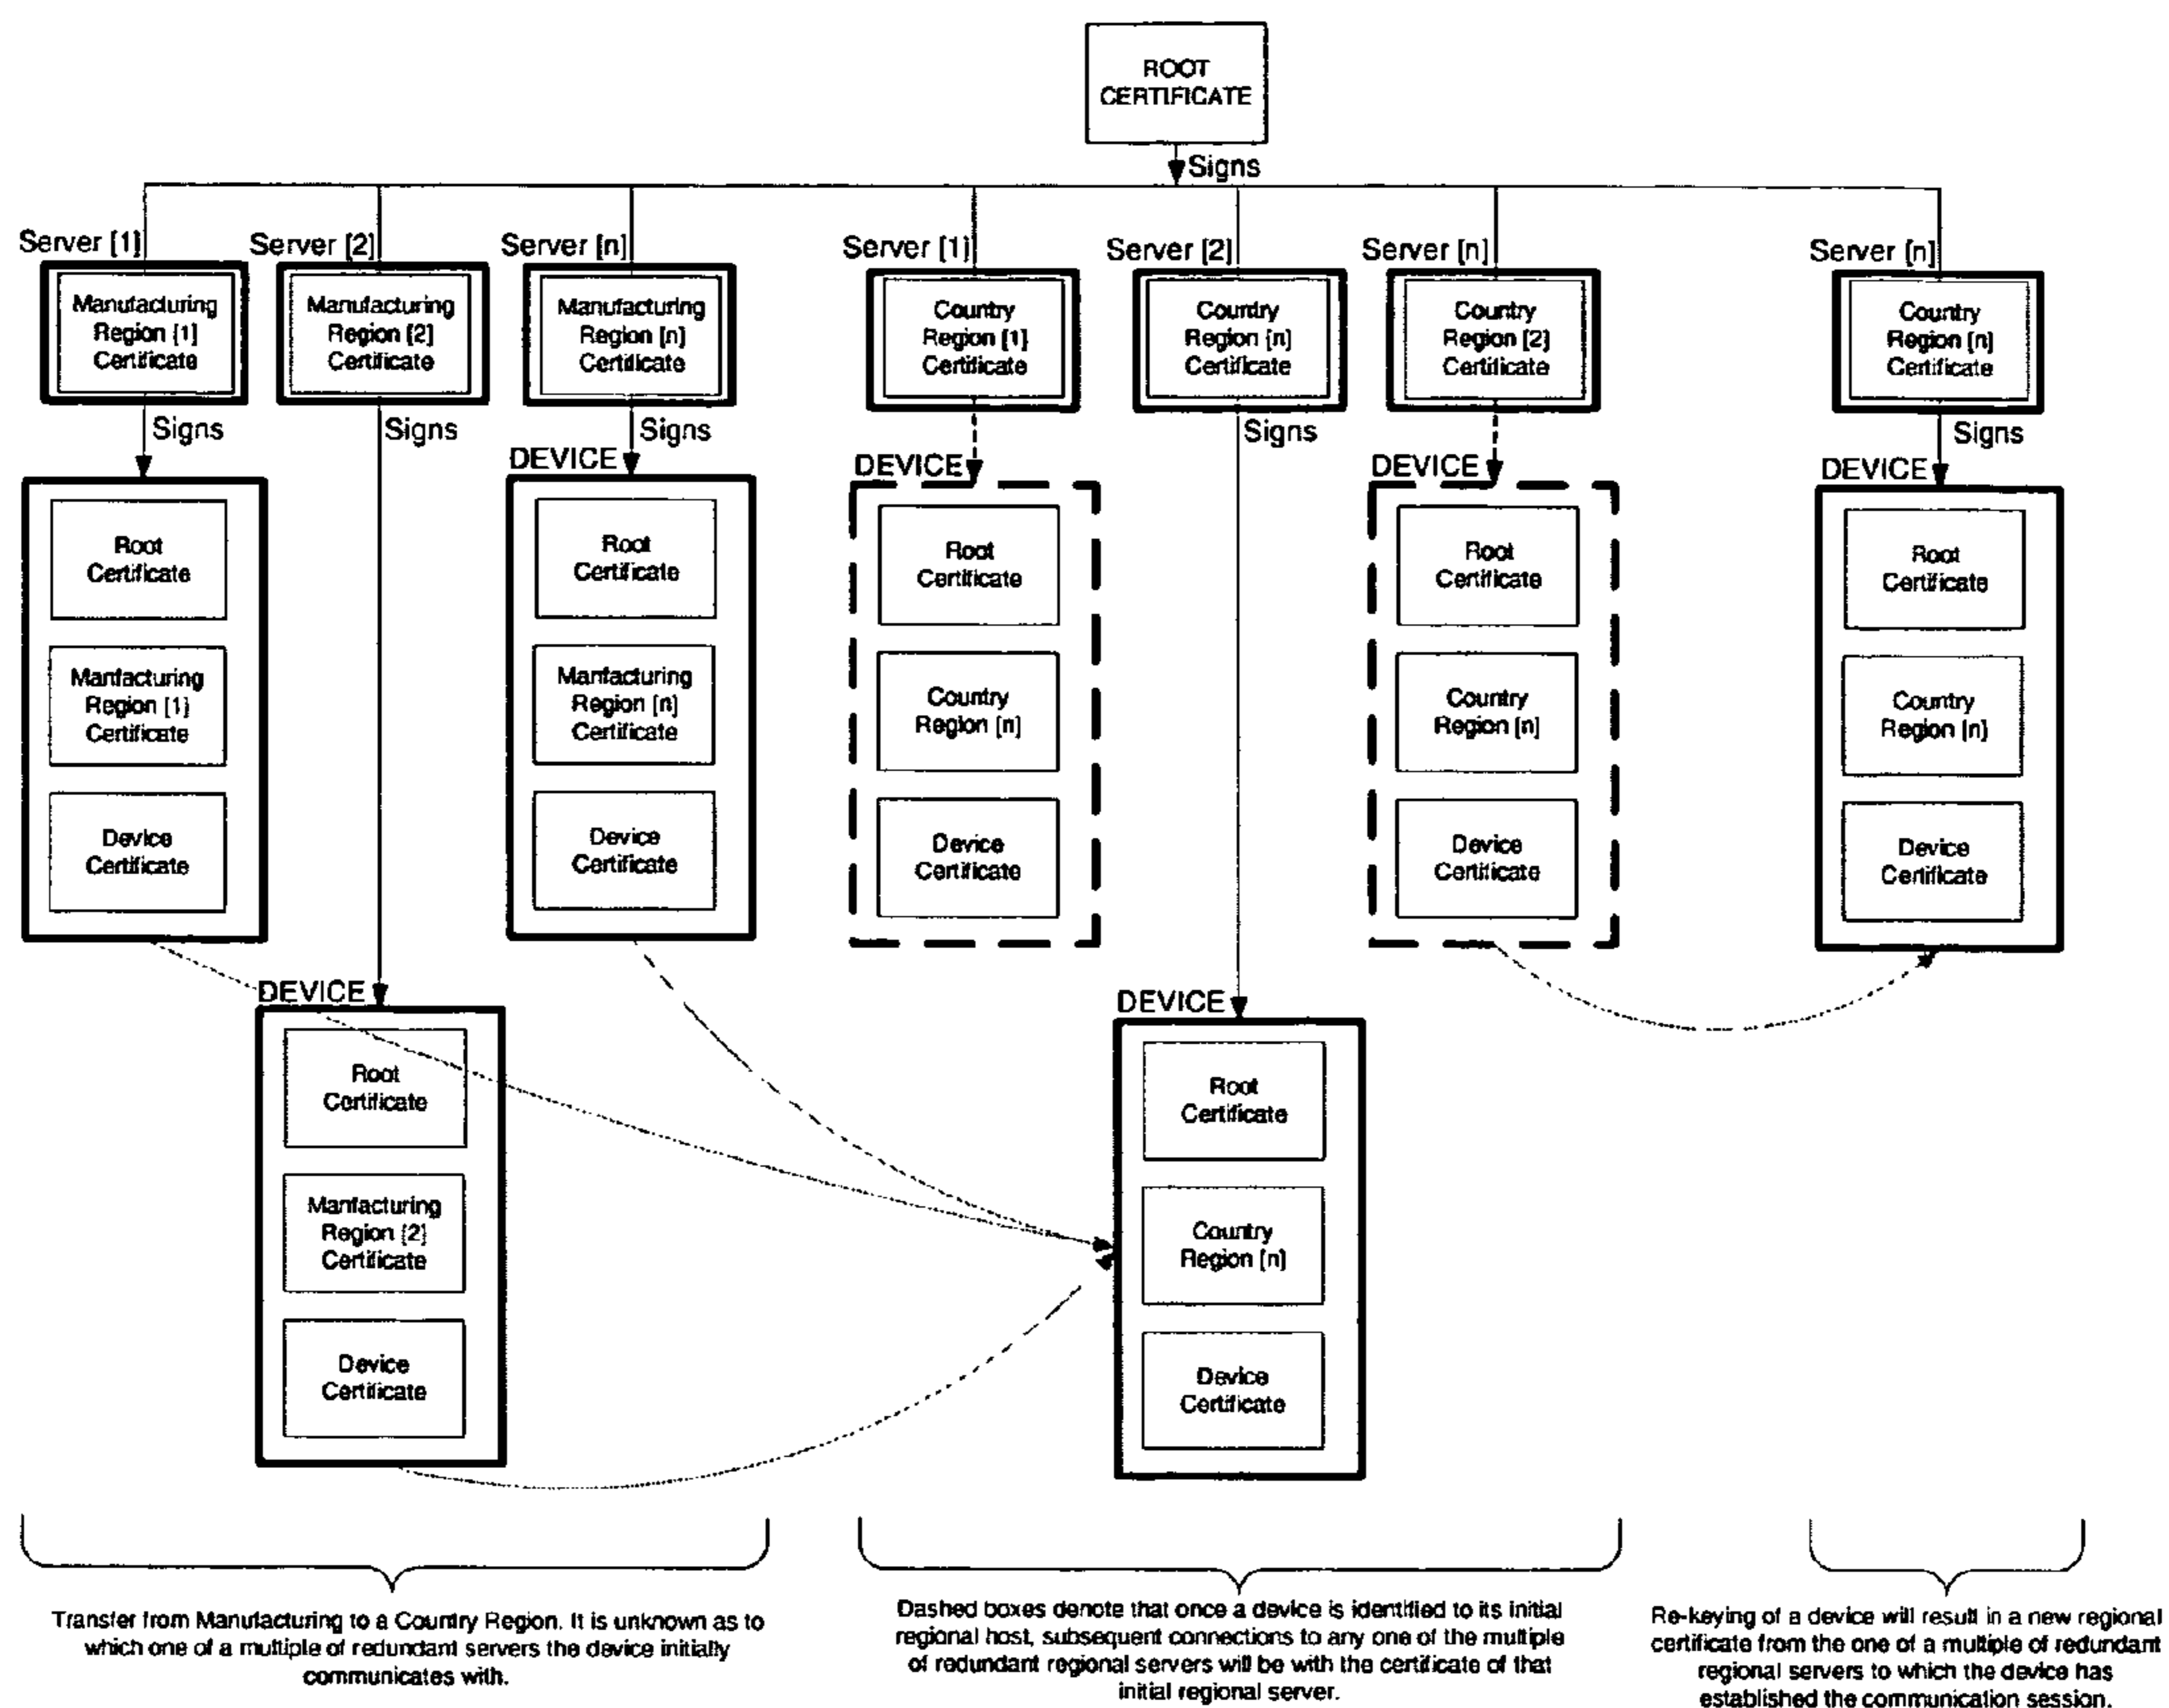 ROOT
CERTIFICATE
Signs
Server [1]
Server [2]
Server [n]
Server [1]
Server [2]
Server [n]
Server [n]
Manufacturing
Region [1]
Certificate
Manufacturing
Region [2]
Certificate
Manufacturing
Region [n]
Certificate
Country
Region [1]
Certificate
Country
Region [n]
Certificate
Country
Region [2]
Certificate
Country
Region [n]
Certificate
Signs
Signs
Signs
Signs
Signs
DEVICE
DEVICE
DEVICE
DEVICE
Root
Certificate
Manfacturing
Region [1]
Certificate
Device
Certificate
Root
Certificate
Manfacturing
Region [n]
Certificate
Device
Certificate
Root
Certificate
Country
Region [n]
Device
Certificate
Root
Certificate
Country
Region [n]
Device
Certificate
Root
Certificate
Country
Region [n]
Device
Certificate
DEVICE
Root
Certificate
Manfacturing
Region [2]
Certificate
Device
Certificate
DEVICE
Root
Certificate
Country
Region [n]
Device
Certificate
Transfer from Manufacturing to a Country Region. It is unknown as to
which one of a multiple of redundant servers the device initially
communicates with.
Dashed boxes denote that once a device is identified to its initial
regional host, subsequent connections to any one of the multiple
of redundant regional servers will be with the certificate of that
initial regional server.
Re-keying of a device will result in a new regional
certificate from the one of a multiple of redundant
regional servers to which the device has
established the communication session.